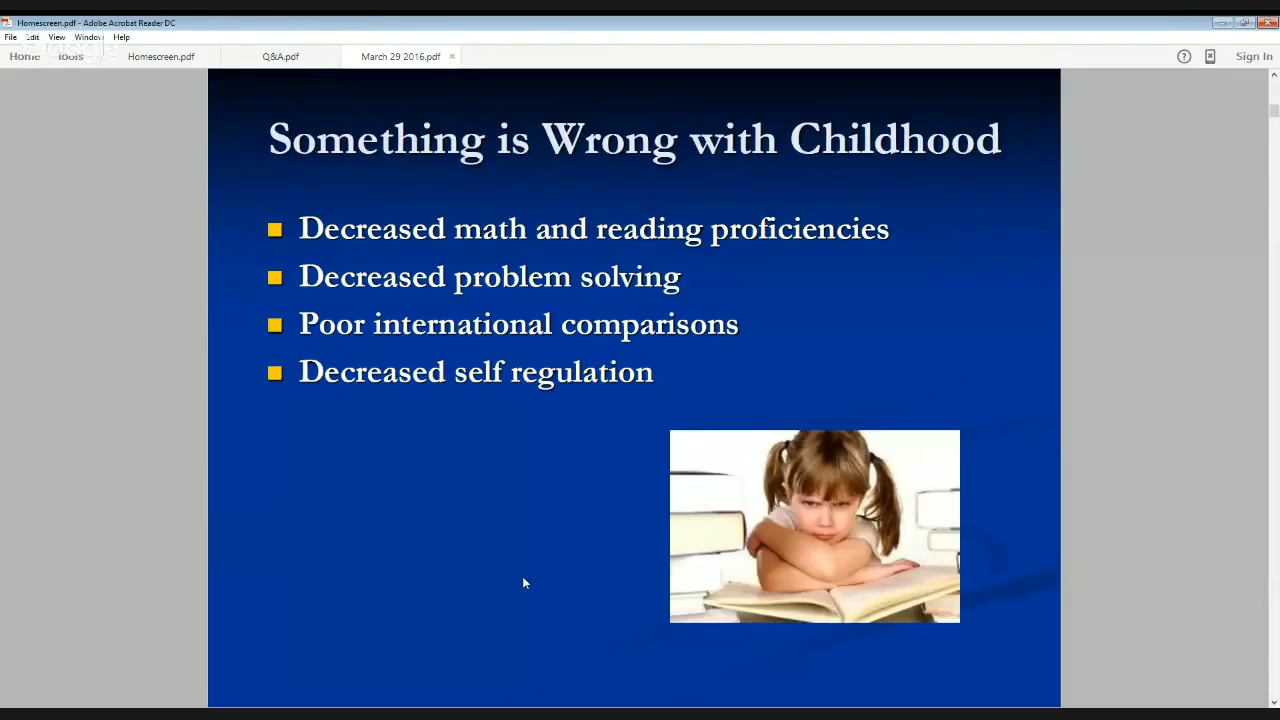 Homescreen.pdf - Adobe Acrobat Reader DC
File Edit View Window Help
Google
Home Tools Homescreen.pdf Q&A.pdf March 29 2016.pdf × ? Sign In
Something is Wrong with Childhood
Decreased math and reading proficiencies
Decreased problem solving
Poor international comparisons
Decreased self regulation